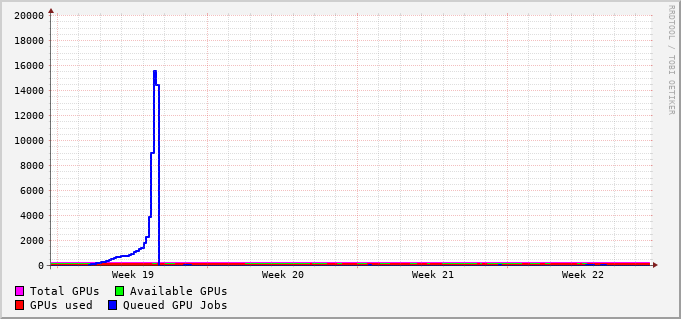 20000
18000
16000
14000
12000
10000
8000
6000
4000
2000
0
Week 19 Week 20 Week 21 Week 22
Total GPUs Available GPUs
GPUs used Queued GPU Jobs
RRDTOOL / TOBI OETIKER